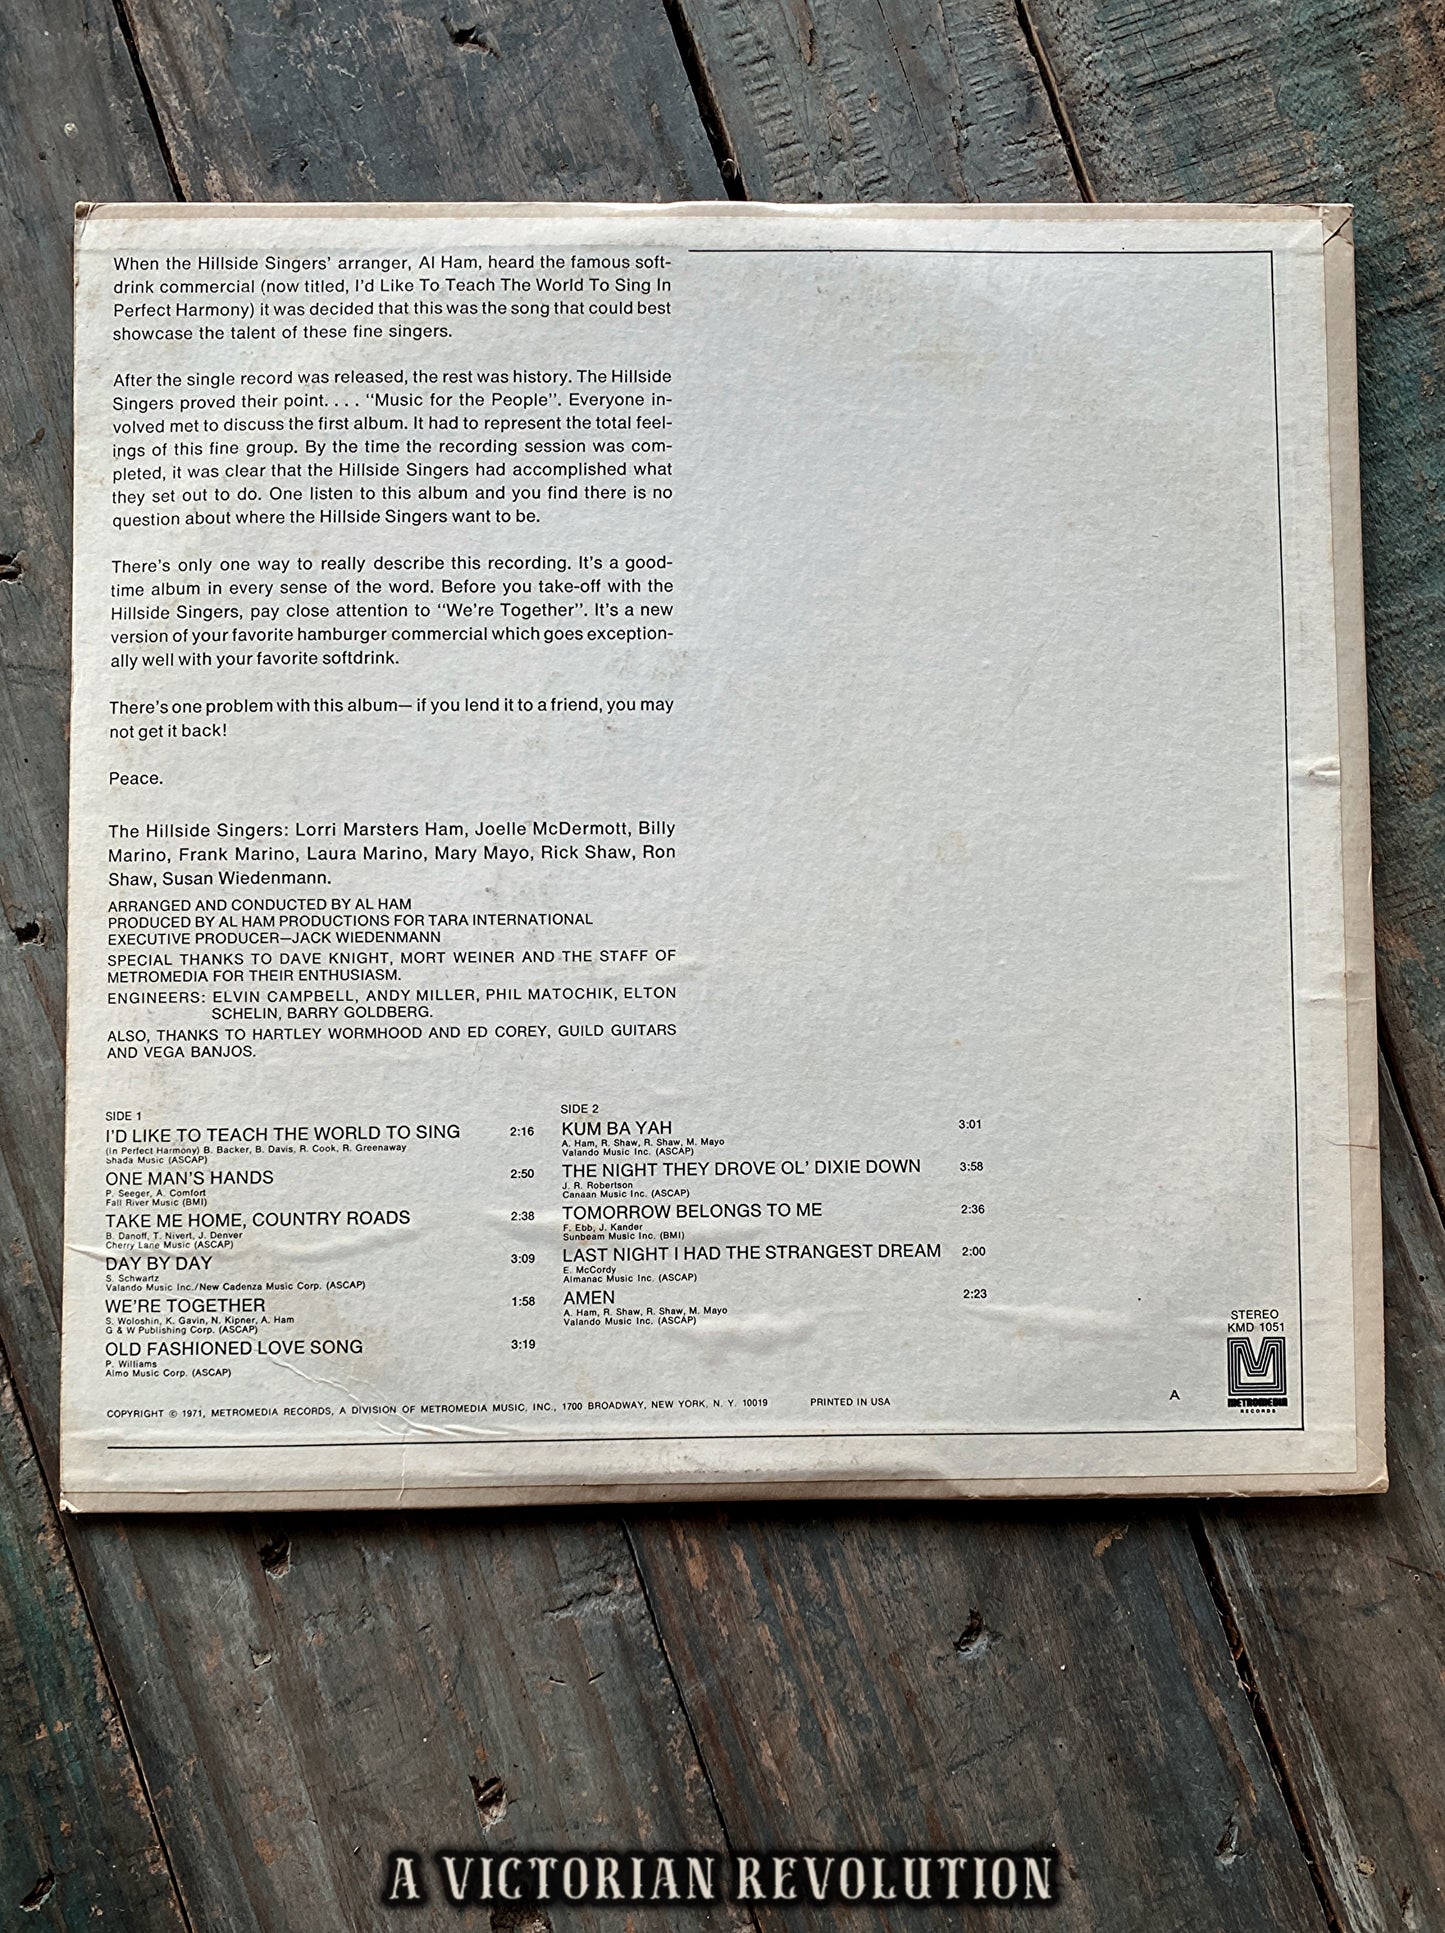 When the Hillside Singers' arranger, Al Ham, heard the famous soft-
drink commercial (now titled, I'd Like To Teach The World To Sing In
Perfect Harmony) it was decided that this was the song that could best
showcase the talent of these fine singers.
After the single record was released, the rest was history. The Hillside
Singers proved their point. . . . "Music for the People". Everyone in-
volved met to discuss the first album. It had to represent the total feel-
ings of this fine group. By the time the recording session was com-
pleted, it was clear that the Hillside Singers had accomplished what
they set out to do. One listen to this album and you find there is no
question about where the Hillside Singers want to be.
There's only one way to really describe this recording. It's a good-
time album in every sense of the word. Before you take-off with the
Hillside Singers, pay close attention to "We're Together". It's a new
version of your favorite hamburger commercial which goes exception-
ally well with your favorite softdrink.
There's one problem with this album— if you lend it to a friend, you may
not get it back!
Peace.
The Hillside Singers: Lorri Marsters Ham, Joelle McDermott, Billy
Marino, Frank Marino, Laura Marino, Mary Mayo, Rick Shaw, Ron
Shaw, Susan Wiedenmann.
ARRANGED AND CONDUCTED BY AL HAM
PRODUCED BY AL HAM PRODUCTIONS FOR TARA INTERNATIONAL
EXECUTIVE PRODUCER—JACK WIEDENMANN
SPECIAL THANKS TO DAVE KNIGHT, MORT WEINER AND THE STAFF OF
METROMEDIA FOR THEIR ENTHUSIASM.
ENGINEERS: ELVIN CAMPBELL, ANDY MILLER, PHIL MATOCHIK, ELTON
SCHELIN, BARRY GOLDBERG.
ALSO, THANKS TO HARTLEY WORMHOOD AND ED COREY, GUILD GUITARS
AND VEGA BANJOS.
SIDE 1
I'D LIKE TO TEACH THE WORLD TO SING 2:16
(In Perfect Harmony) B. Backer, B. Davis, R. Cook, R. Greenaway
Shada Music (ASCAP)
ONE MAN'S HANDS 2:50
P. Seeger, A. Comfort
Fall River Music (BMI)
TAKE ME HOME, COUNTRY ROADS 2:38
B. Danoff, T. Nivert, J. Denver
Cherry Lane Music (ASCAP)
DAY BY DAY 3:09
S. Schwartz
Valando Music Inc./New Cadenza Music Corp. (ASCAP)
WE'RE TOGETHER 1:58
S. Woloshin, K. Gavin, N. Kipner, A. Ham
G & W Publishing Corp. (ASCAP)
OLD FASHIONED LOVE SONG 3:19
P. Williams
Almo Music Corp. (ASCAP)
SIDE 2
KUM BA YAH 3:01
A. Ham, R. Shaw, R. Shaw, M. Mayo
Valando Music Inc. (ASCAP)
THE NIGHT THEY DROVE OL' DIXIE DOWN 3:58
J. R. Robertson
Canaan Music Inc. (ASCAP)
TOMORROW BELONGS TO ME 2:36
F. Ebb, J. Kander
Sunbeam Music Inc. (BMI)
LAST NIGHT I HAD THE STRANGEST DREAM 2:00
E. McCordy
Almanac Music Inc. (ASCAP)
AMEN 2:23
A. Ham, R. Shaw, R. Shaw, M. Mayo
Valando Music Inc. (ASCAP)
STEREO
KMD 1051
METROMEDIA
RECORDS
A
COPYRIGHT © 1971, METROMEDIA RECORDS, A DIVISION OF METROMEDIA MUSIC, INC., 1700 BROADWAY, NEW YORK, N. Y. 10019 PRINTED IN USA
A VICTORIAN REVOLUTION